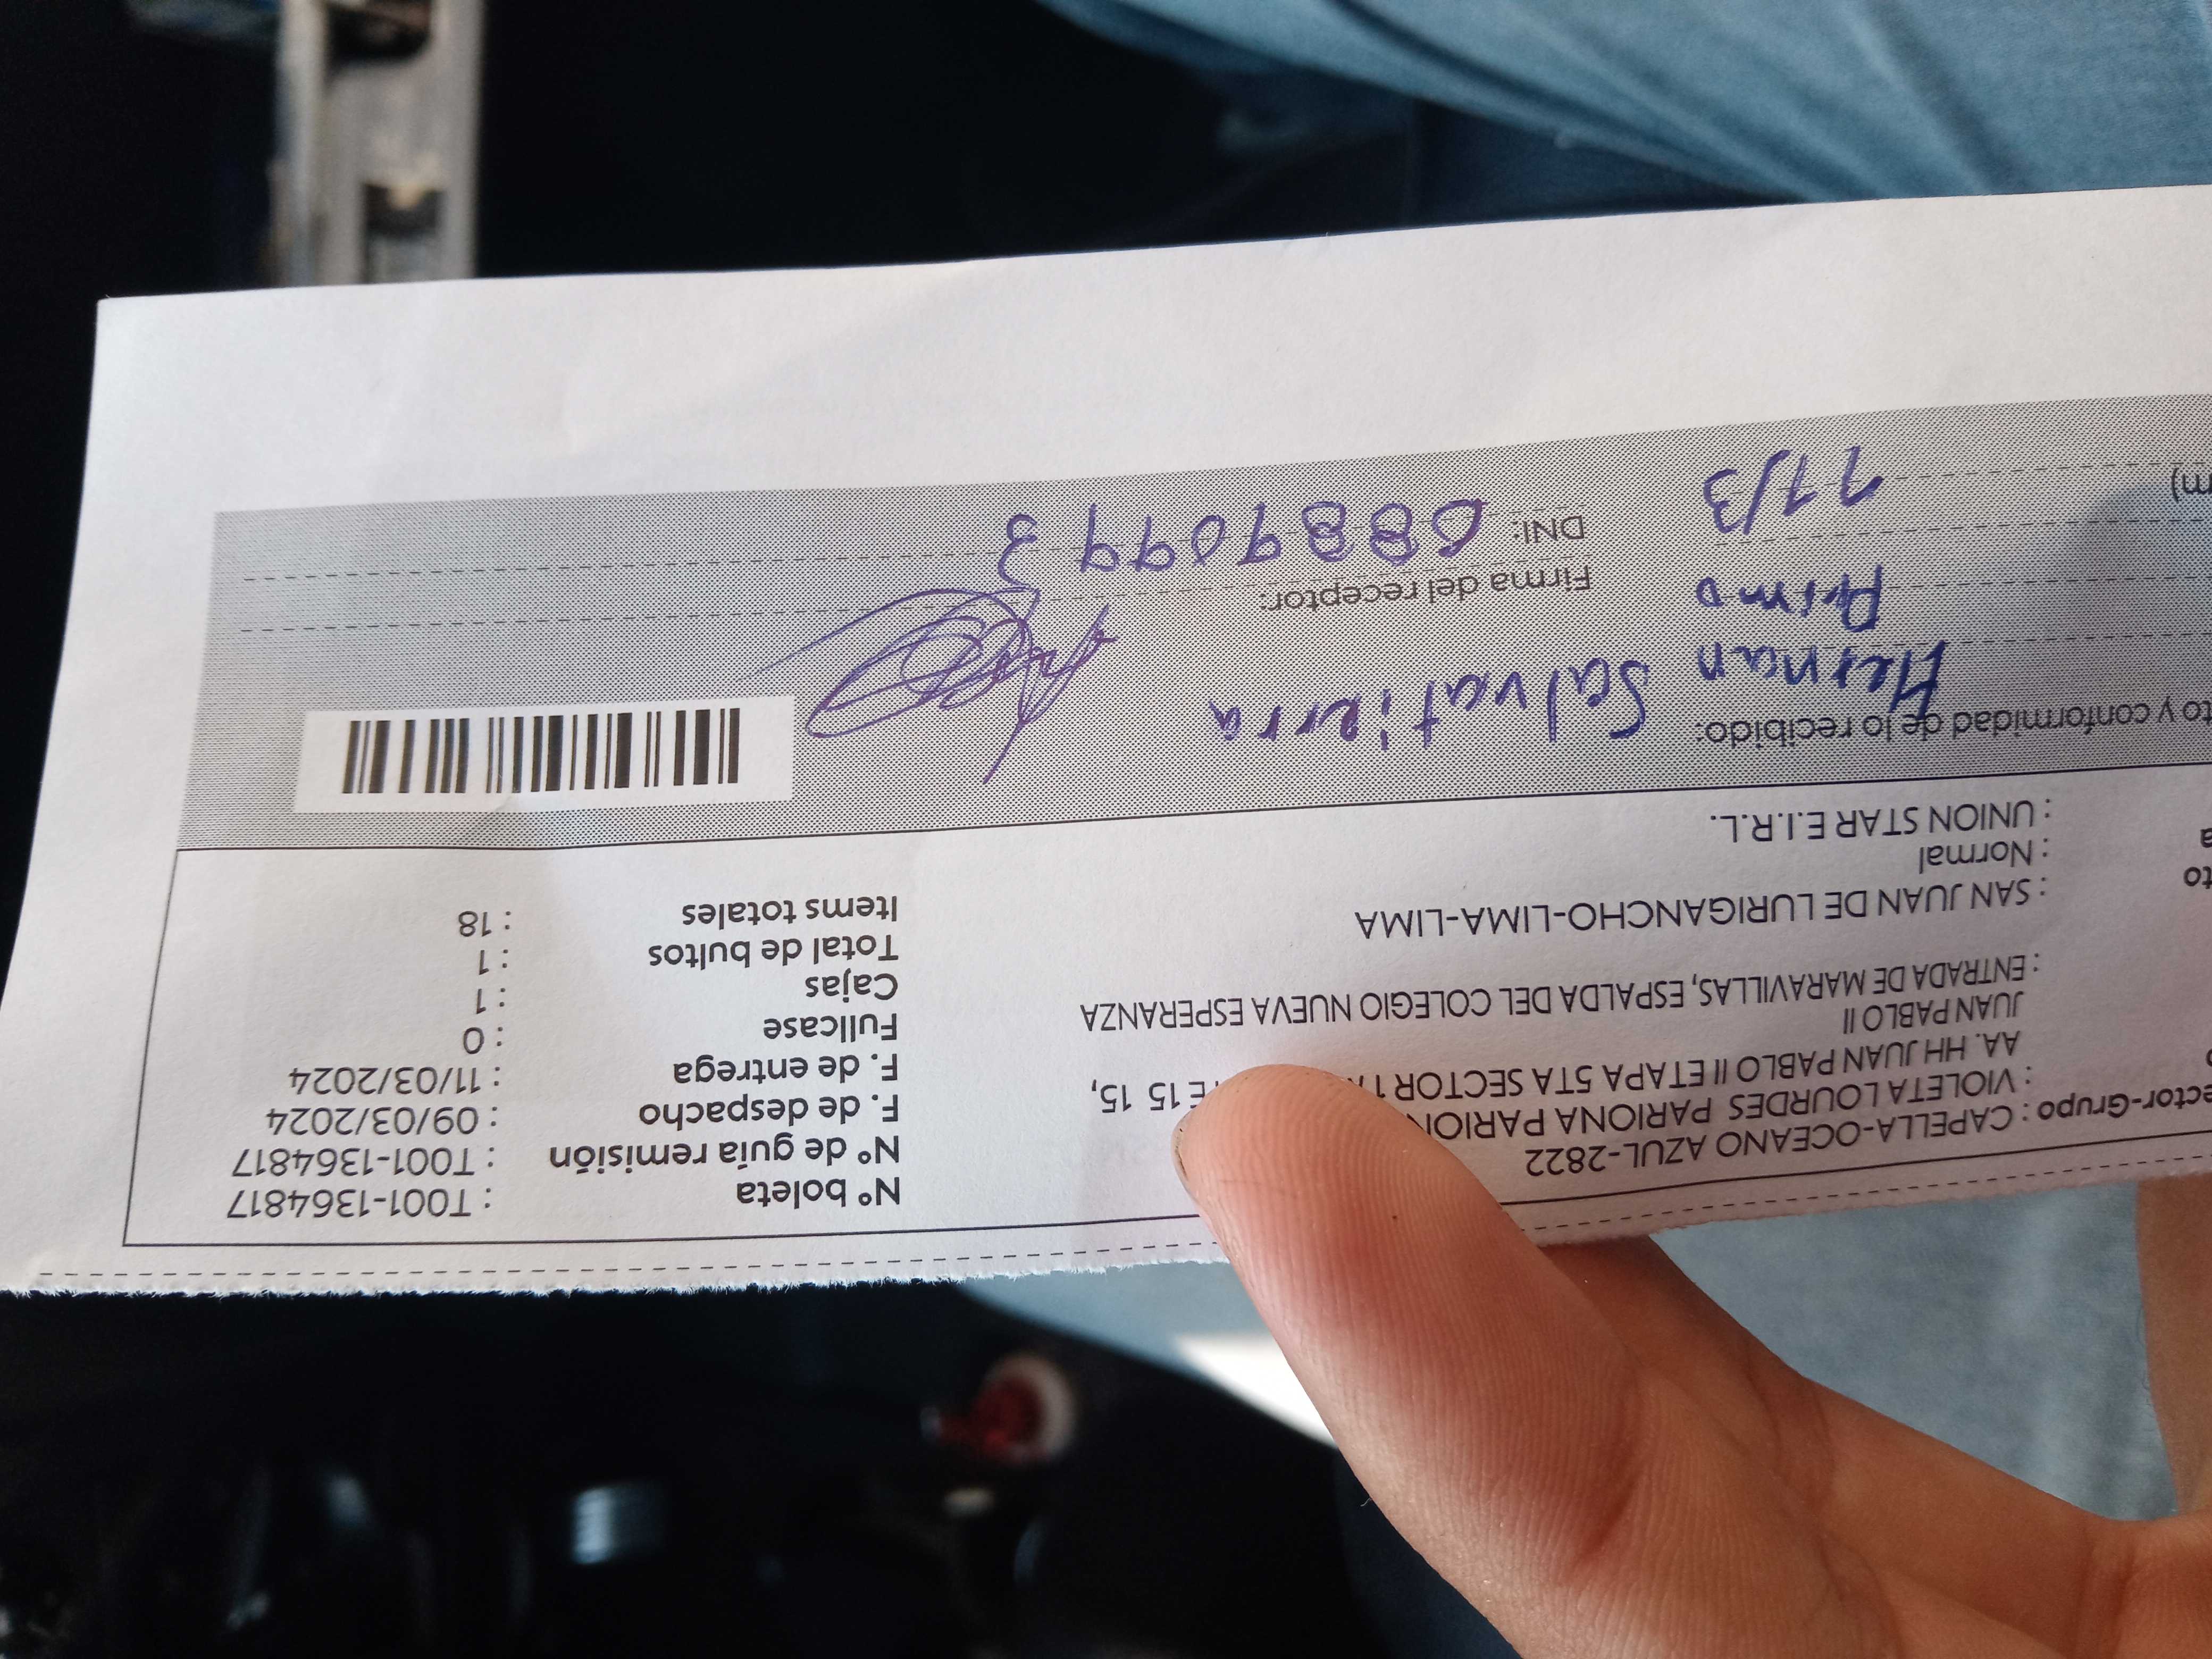 ector-Grupo : CAPELLA-OCEANO AZUL-2822
: VIOLETA LOURDES PARIONA
AA. HH JUAN PABLO II ETAPA 5TA SECTOR 1 15 15,
JUAN PABLO II
: ENTRADA DE MARAVILLAS, ESPALDA DEL COLEGIO NUEVA ESPERANZA
: SAN JUAN DE LURIGANCHO-LIMA-LIMA
to : Normal
a : UNION STAR E.I.R.L.
N° boleta : T001-1364817
N° de guía remisión : T001-1364817
F. de despacho : 09/03/2024
F. de entrega : 11/03/2024
Fullcase : 0
Cajas : 1
Total de bultos : 1
Items totales : 18
to y conformidad de lo recibido:
Hernan Salvatierra
Primo
Firma del receptor:
m) 11/3
DNI: